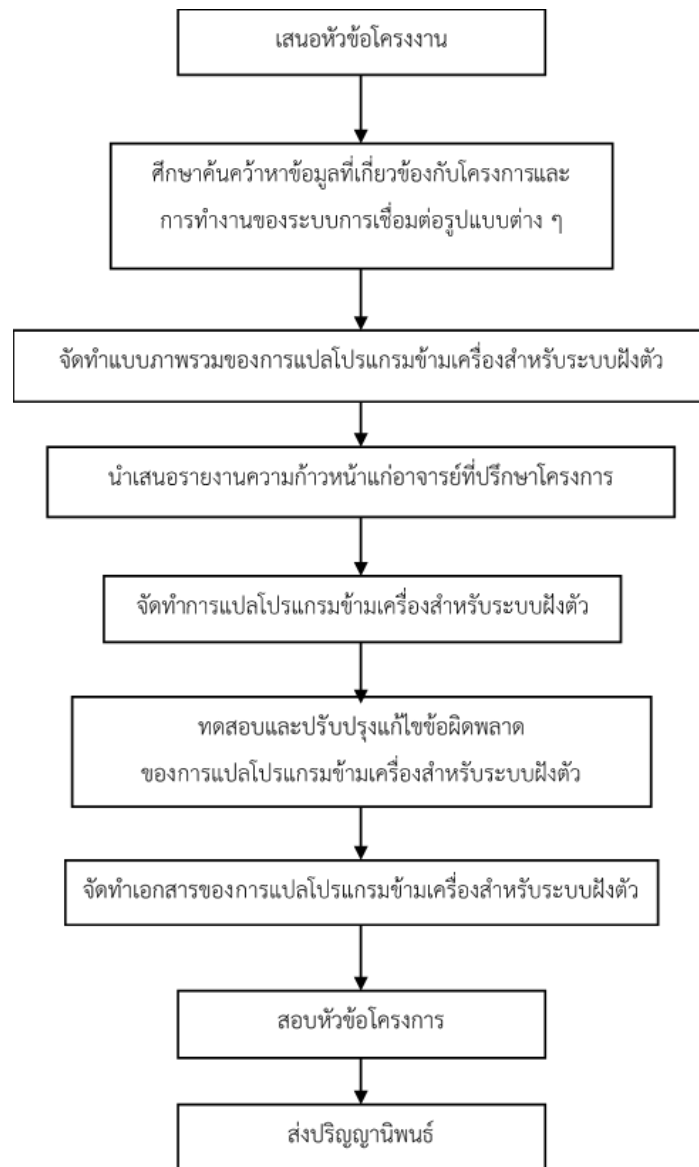 เสนอหัวข้อโครงงาน
ศึกษาค้นคว้าหาข้อมูลที่เกี่ยวข้องกับโครงการและ
การทำงานของระบบการเชื่อมต่อรูปแบบต่าง ๆ
จัดทำแบบภาพรวมของการแปลโปรแกรมข้ามเครื่องสำหรับระบบฝังตัว
นำเสนอรายงานความก้าวหน้าแก่อาจารย์ที่ปรึกษาโครงการ
จัดทำการแปลโปรแกรมข้ามเครื่องสำหรับระบบฝังตัว
ทดสอบและปรับปรุงแก้ไขข้อผิดพลาด
ของการแปลโปรแกรมข้ามเครื่องสำหรับระบบฝังตัว
จัดทำเอกสารของการแปลโปรแกรมข้ามเครื่องสำหรับระบบฝังตัว
สอบหัวข้อโครงการ
ส่งปริญญานิพนธ์